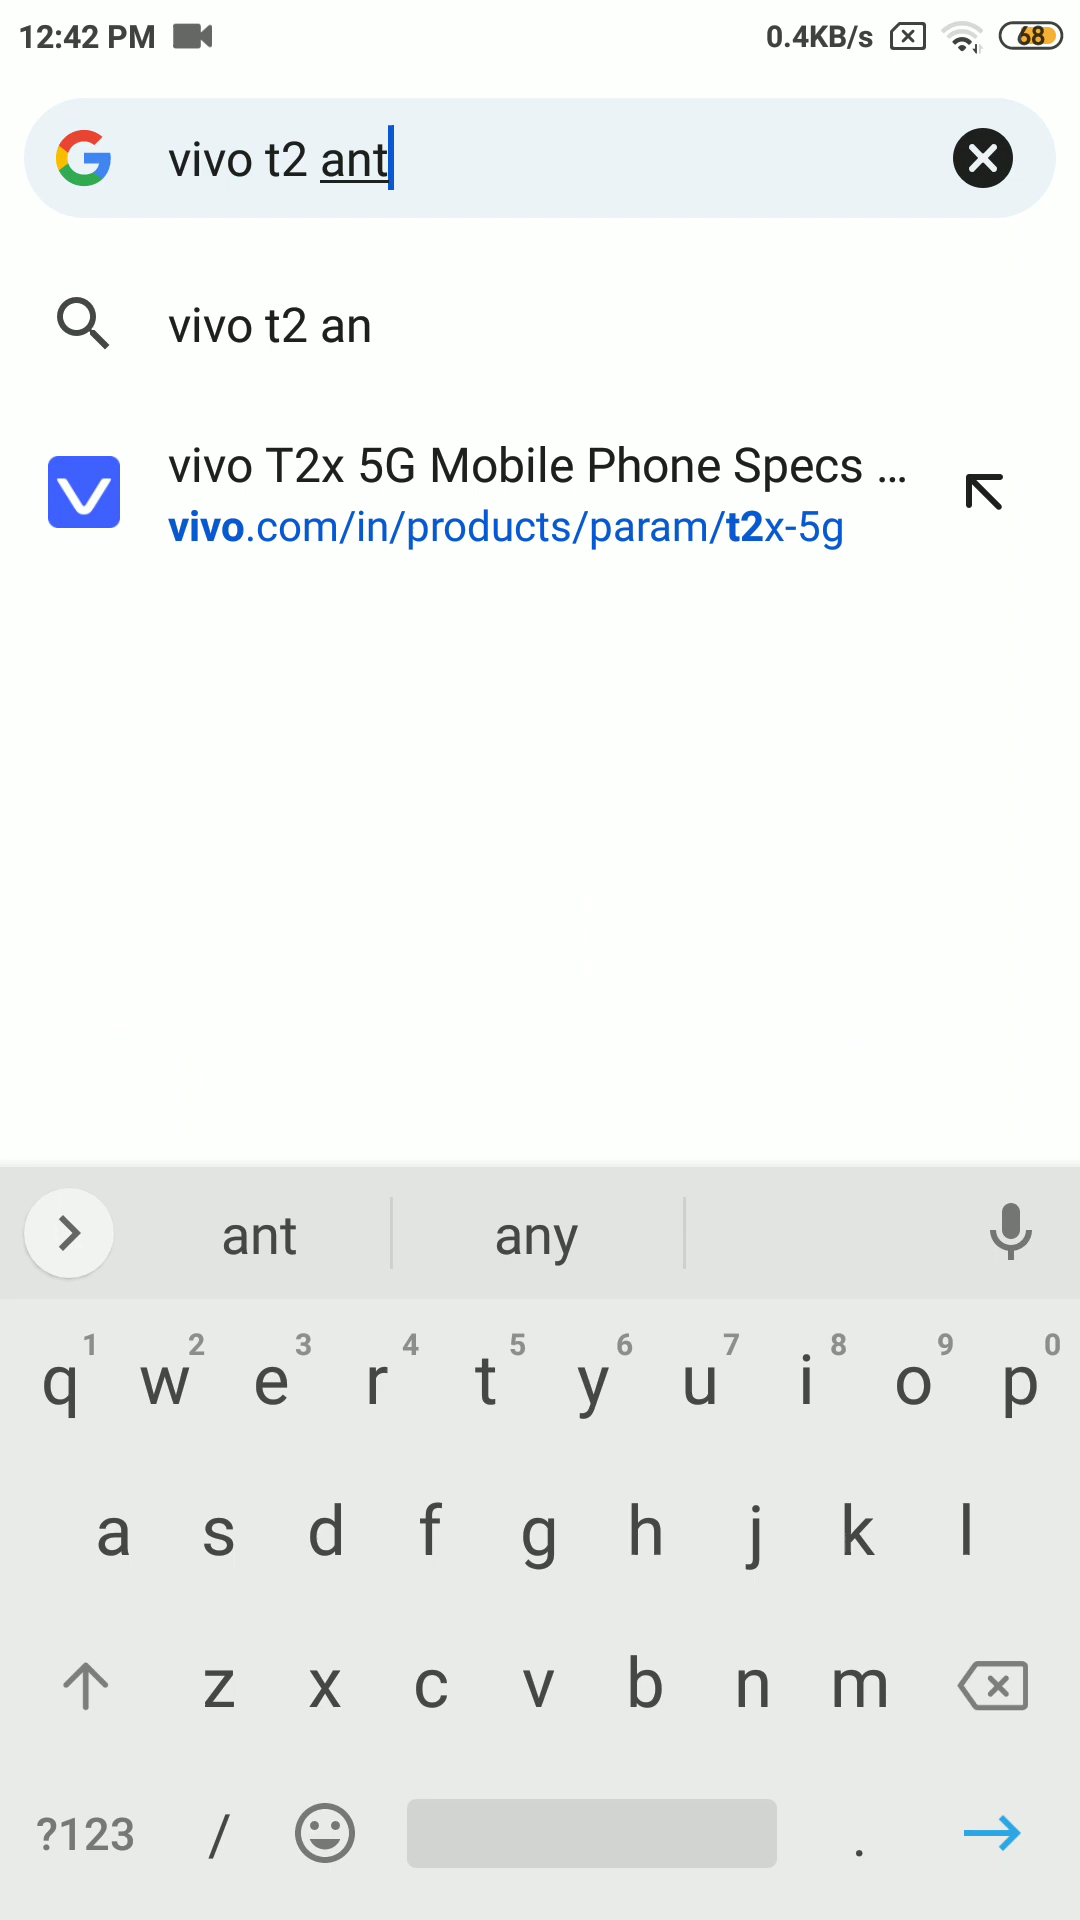 12:42 PM 0.4KB/s 68
vivo t2 ant
vivo t2 an
vivo T2x 5G Mobile Phone Specs ...
vivo.com/in/products/param/t2x-5g
ant any
1 2 3 4 5 6 7 8 9 0
q w e r t y u i o p
a s d f g h j k l
z x c v b n m
?123 / .